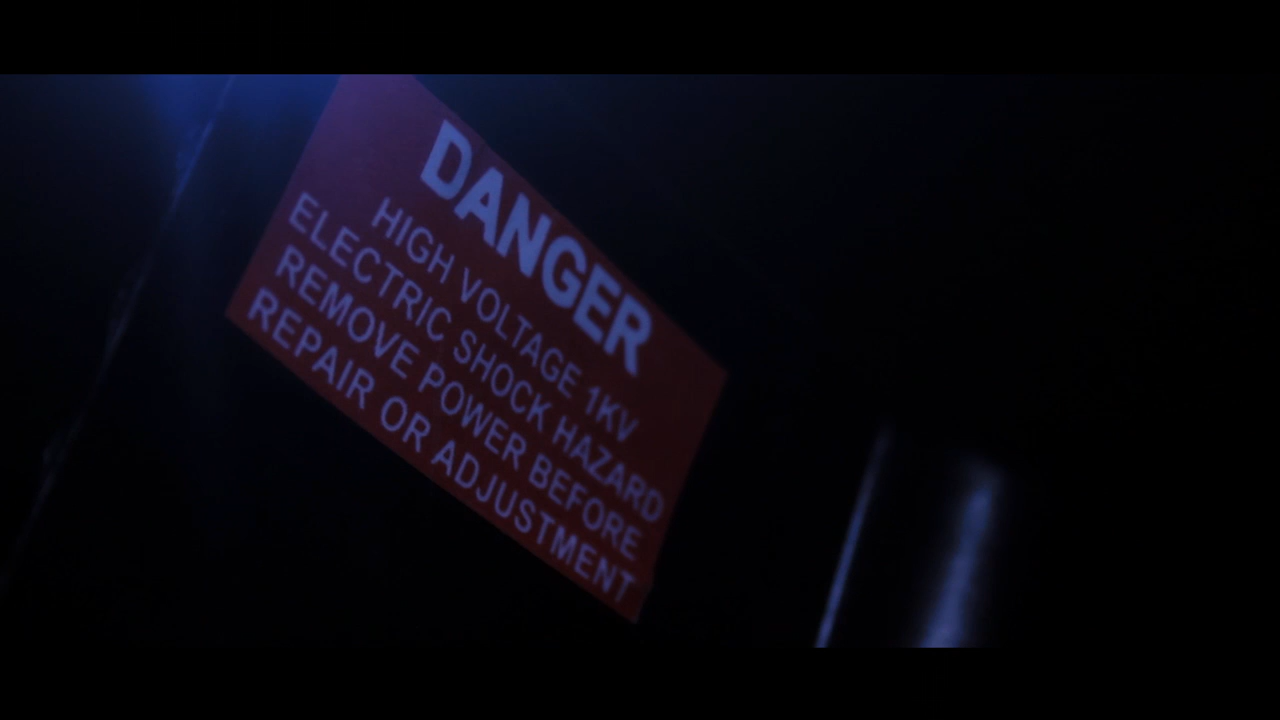 DANGER
HIGH VOLTAGE 1KV
ELECTRIC SHOCK HAZARD
REMOVE POWER BEFORE
REPAIR OR ADJUSTMENT